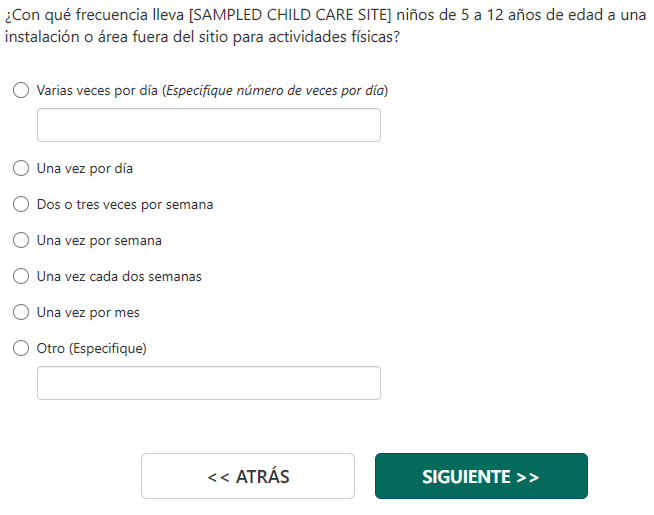 ¿Con qué frecuencia lleva [SAMPLED CHILD CARE SITE] niños de 5 a 12 años de edad a una
instalación o área fuera del sitio para actividades físicas?
Varias veces por día (Especifique número de veces por día)
Una vez por día
Dos o tres veces por semana
Una vez por semana
Una vez cada dos semanas
Una vez por mes
Otro (Especifique)
<< ATRÁS
SIGUIENTE >>